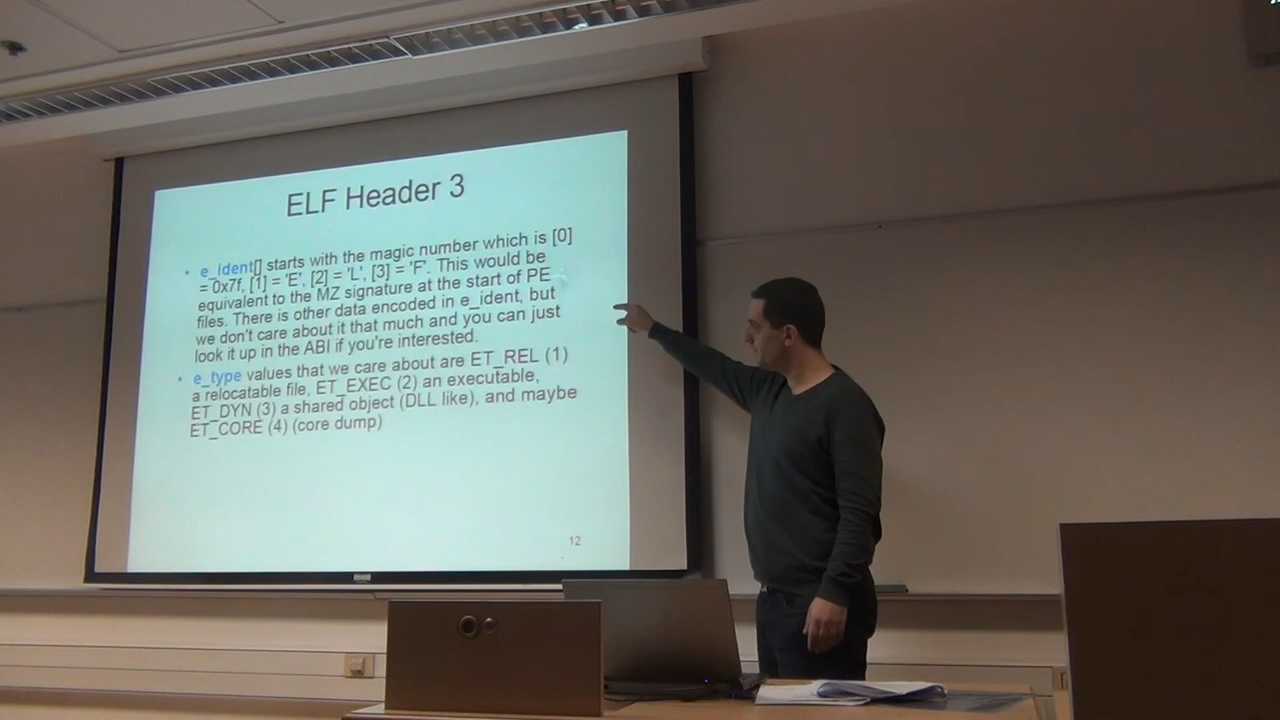 ELF Header 3
• e_ident[] starts with the magic number which is [0]
= 0x7f, [1] = 'E', [2] = 'L', [3] = 'F'. This would be
equivalent to the MZ signature at the start of PE
files. There is other data encoded in e_ident, but
we don't care about it that much and you can just
look it up in the ABI if you're interested.
• e_type values that we care about are ET_REL (1)
a relocatable file, ET_EXEC (2) an executable,
ET_DYN (3) a shared object (DLL like), and maybe
ET_CORE (4) (core dump)
12